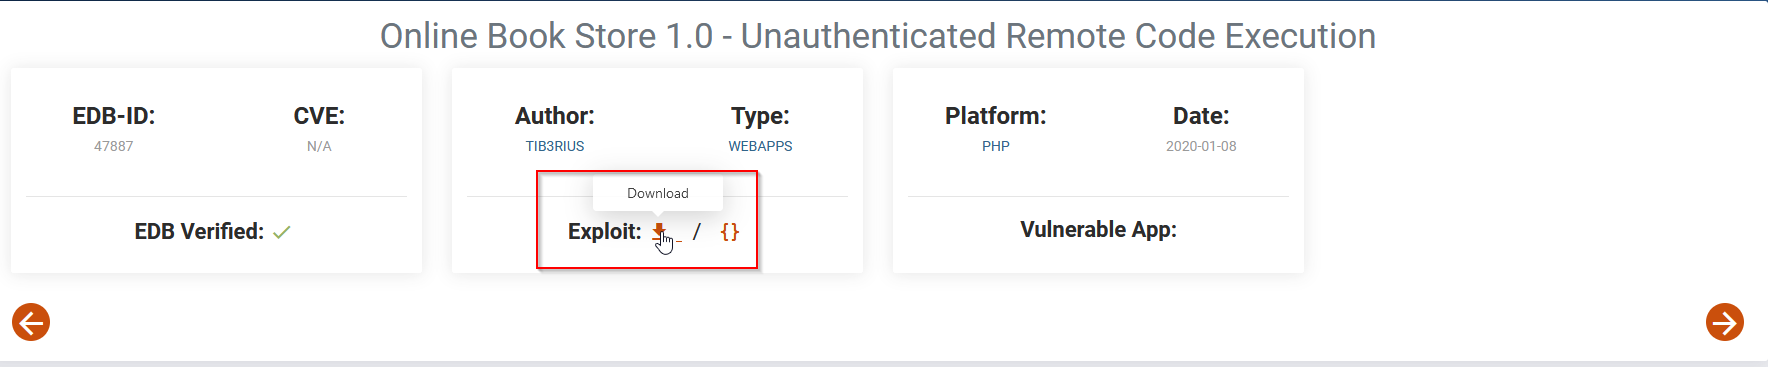 Online Book Store 1.0 - Unauthenticated Remote Code Execution
EDB-ID:
47887
CVE:
N/A
EDB Verified:
Author:
TIB3RIUS
Type:
WEBAPPS
Download
Exploit: / {}
Platform:
PHP
Date:
2020-01-08
Vulnerable App: